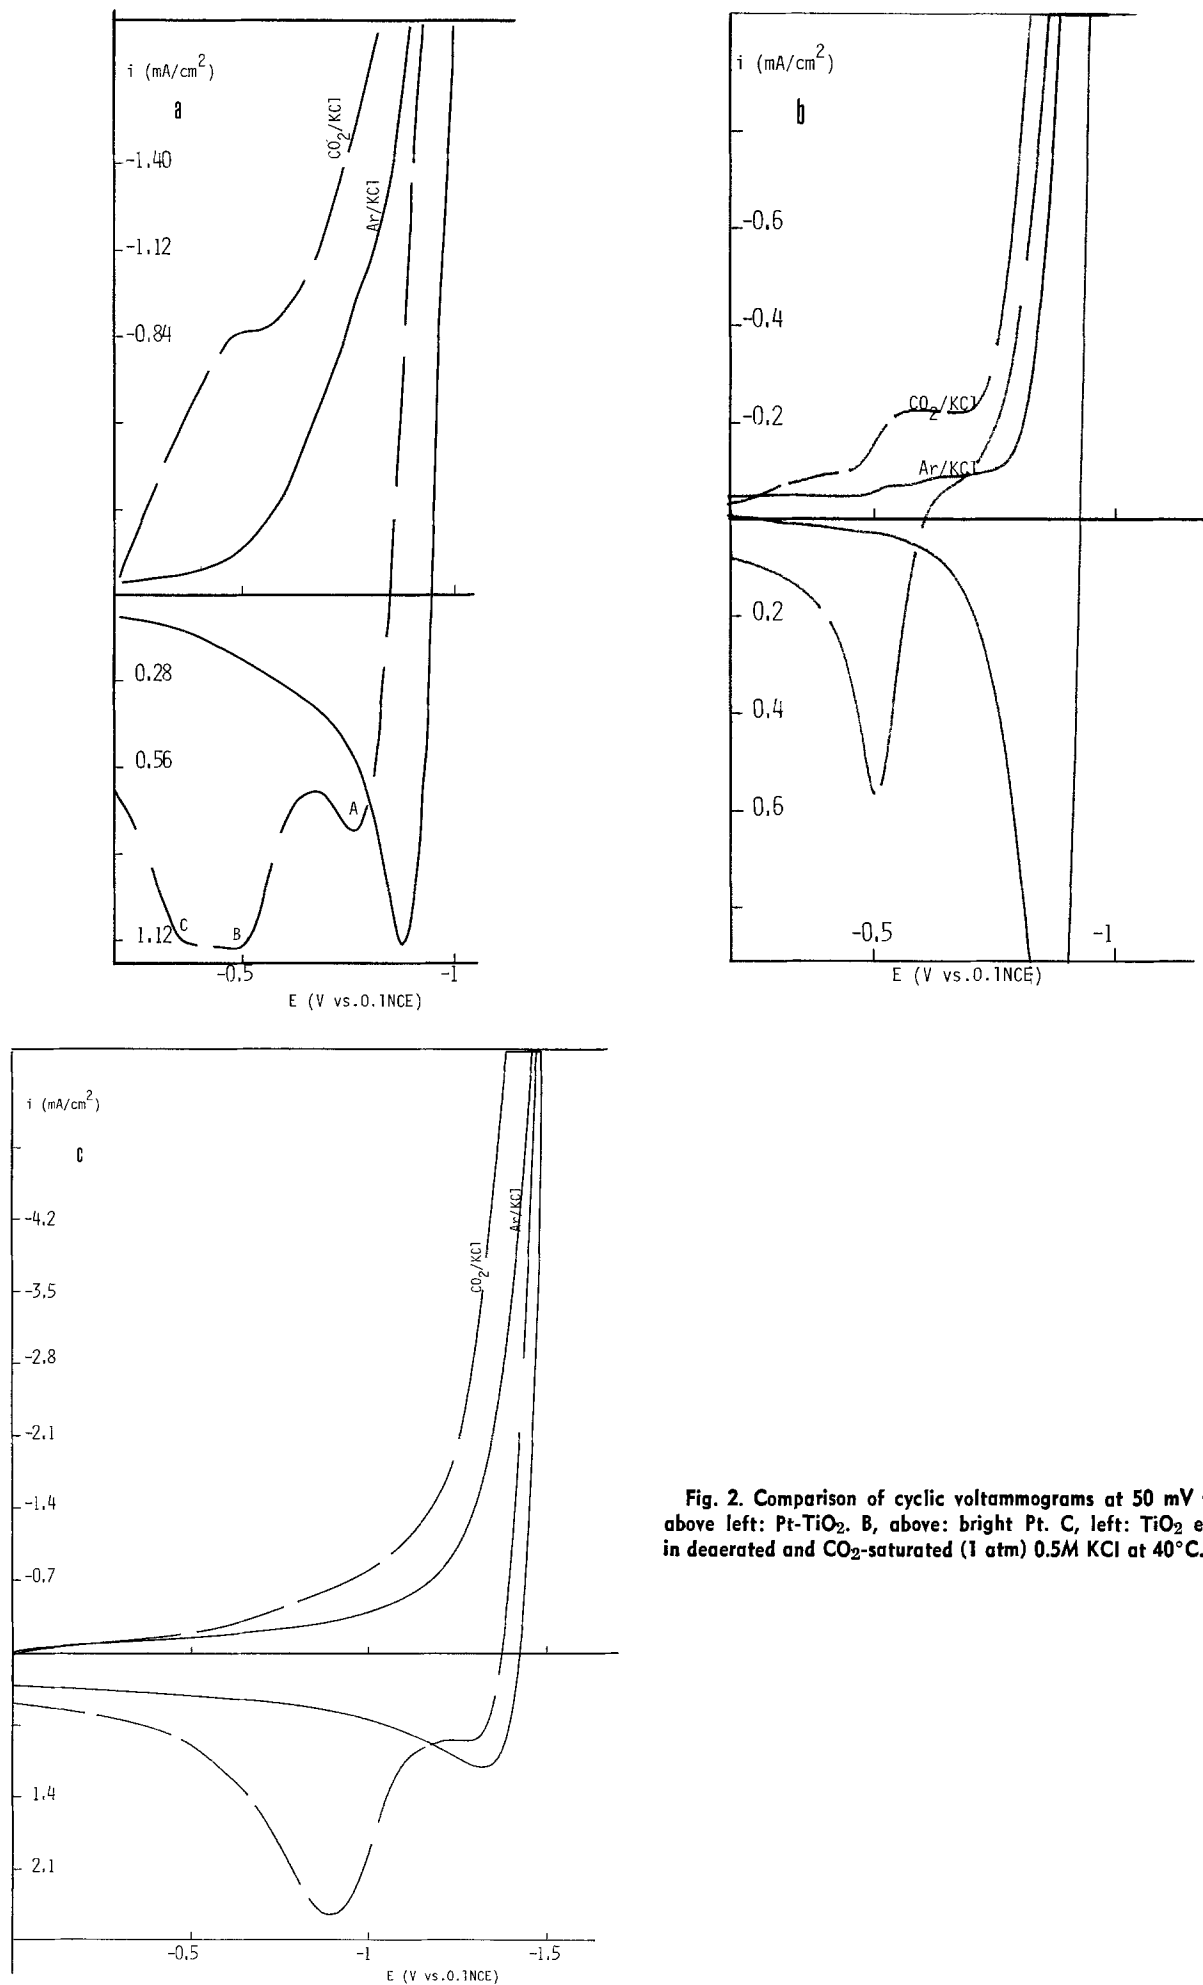 i (mA/cm2)
a
CO2/KCl
Ar/KCl
-1.40
-1.12
-0.84
0.28
0.56
1.12
A
B
C
-0.5
-1
E (V vs.0.1NCE)
i (mA/cm2)
b
-0.6
-0.4
-0.2
CO2/KCl
Ar/KCl
0.2
0.4
0.6
-0.5
-1
E (V vs.0.1NCE)
i (mA/cm2)
c
-4.2
-3.5
-2.8
-2.1
-1.4
-0.7
CO2/KCl
Ar/KCl
1.4
2.1
-0.5
-1
-1.5
E (V vs.0.1NCE)
Fig. 2. Comparison of cyclic voltammograms at 50 mV
above left: Pt-TiO2. B, above: bright Pt. C, left: TiO2 e
in deaerated and CO2-saturated (1 atm) 0.5M KCl at 40°C.